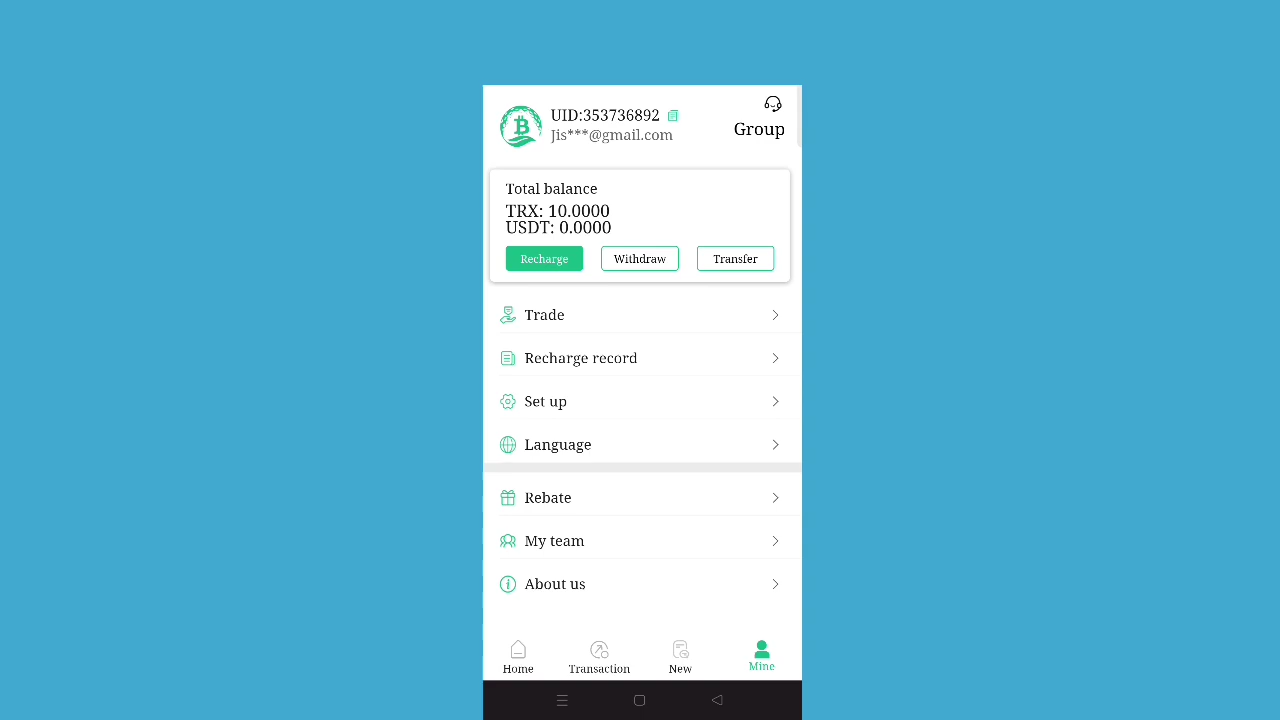 UID:353736892
Jis***@gmail.com
Group
Total balance
TRX: 10.0000
USDT: 0.0000
Recharge
Withdraw
Transfer
Trade
Recharge record
Set up
Language
Rebate
My team
About us
Home
Transaction
New
Mine